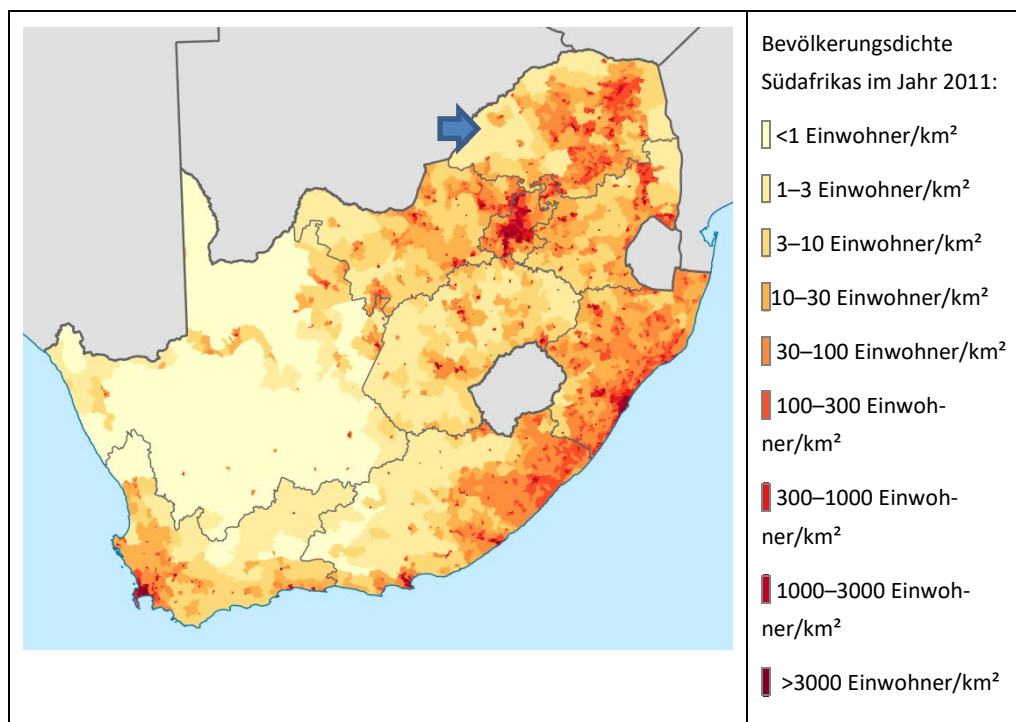 Bevölkerungsdichte
Südafrikas im Jahr 2011:
<1 Einwohner/km²
1–3 Einwohner/km²
3–10 Einwohner/km²
10–30 Einwohner/km²
30–100 Einwohner/km²
100–300 Einwoh-
ner/km²
300–1000 Einwoh-
ner/km²
1000–3000 Einwoh-
ner/km²
>3000 Einwohner/km²